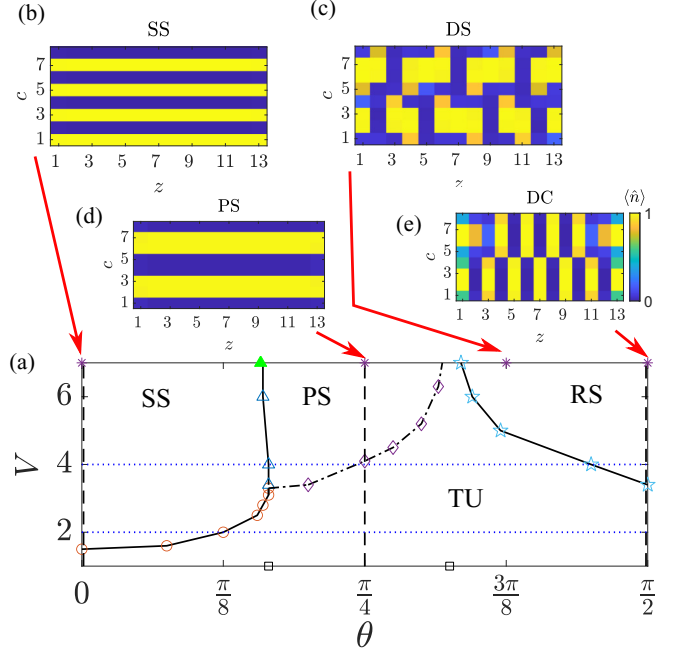 (b)
SS
c
7
5
3
1
1 3 5 7 9 11 13
z
(c)
DS
c
7
5
3
1
1 3 5 7 9 11 13
z
(d)
PS
c
7
5
3
1
1 3 5 7 9 11 13
z
(e)
DC
⟨n̂⟩
c
7
5
3
1
1 3 5 7 9 11 13
z
1
0
(a)
V
6
4
2
SS
PS
RS
TU
0 π/8 π/4 3π/8 π/2
θ